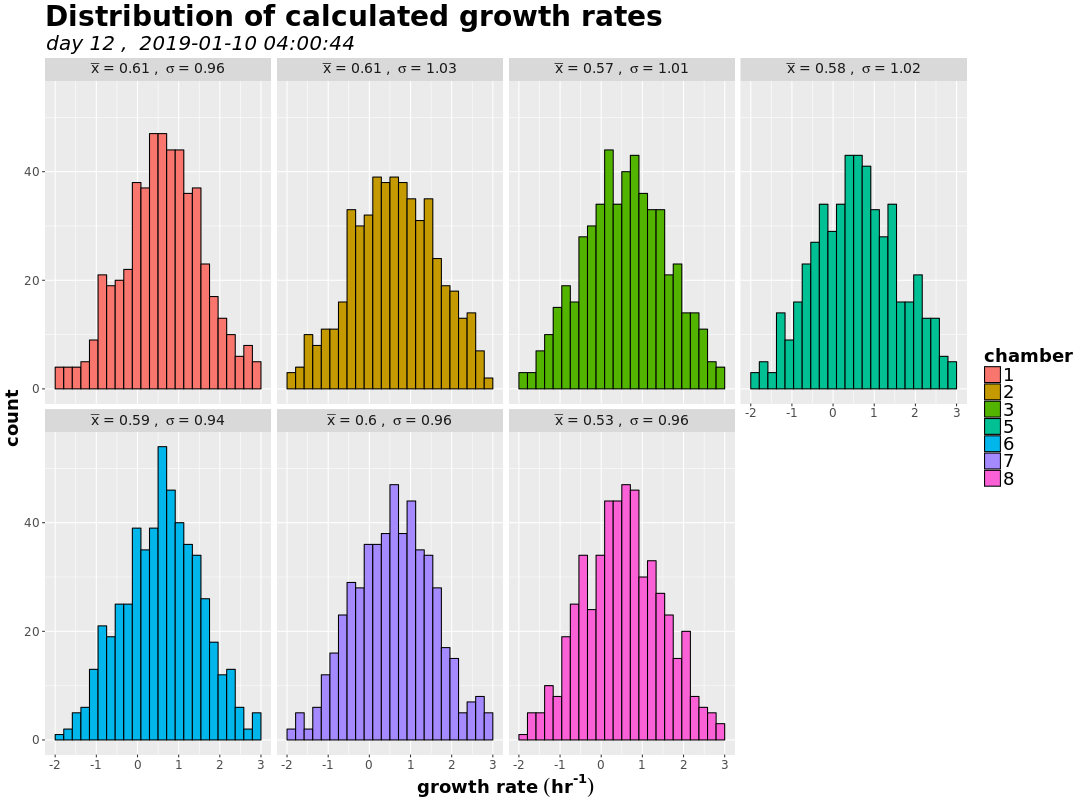 Distribution of calculated growth rates
day 12 ,  2019-01-10 04:00:44
x̅ = 0.61 ,  σ = 0.96
x̅ = 0.61 ,  σ = 1.03
x̅ = 0.57 ,  σ = 1.01
x̅ = 0.58 ,  σ = 1.02
40
20
0
-2 -1 0 1 2 3
x̅ = 0.59 ,  σ = 0.94
x̅ = 0.6 ,  σ = 0.96
x̅ = 0.53 ,  σ = 0.96
40
20
0
-2 -1 0 1 2 3
-2 -1 0 1 2 3
-2 -1 0 1 2 3
count
growth rate (hr⁻¹)
chamber
1
2
3
5
6
7
8